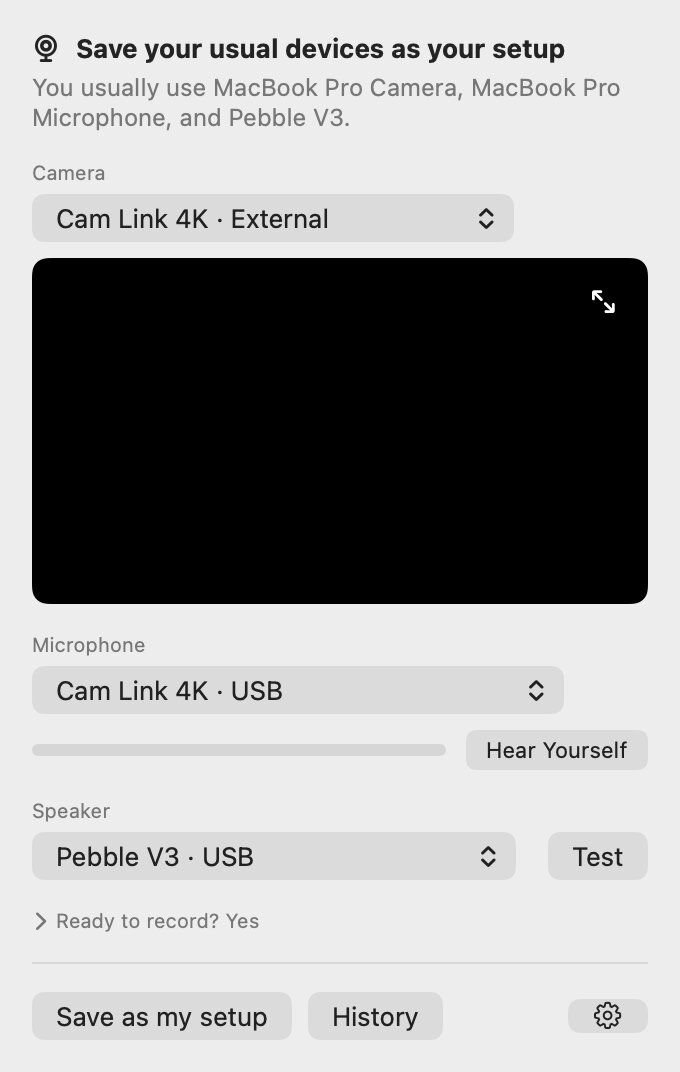 Save your usual devices as your setup
You usually use MacBook Pro Camera, MacBook Pro
Microphone, and Pebble V3.
Camera
Cam Link 4K · External
Microphone
Cam Link 4K · USB
Hear Yourself
Speaker
Pebble V3 · USB
Test
Ready to record? Yes
Save as my setup
History